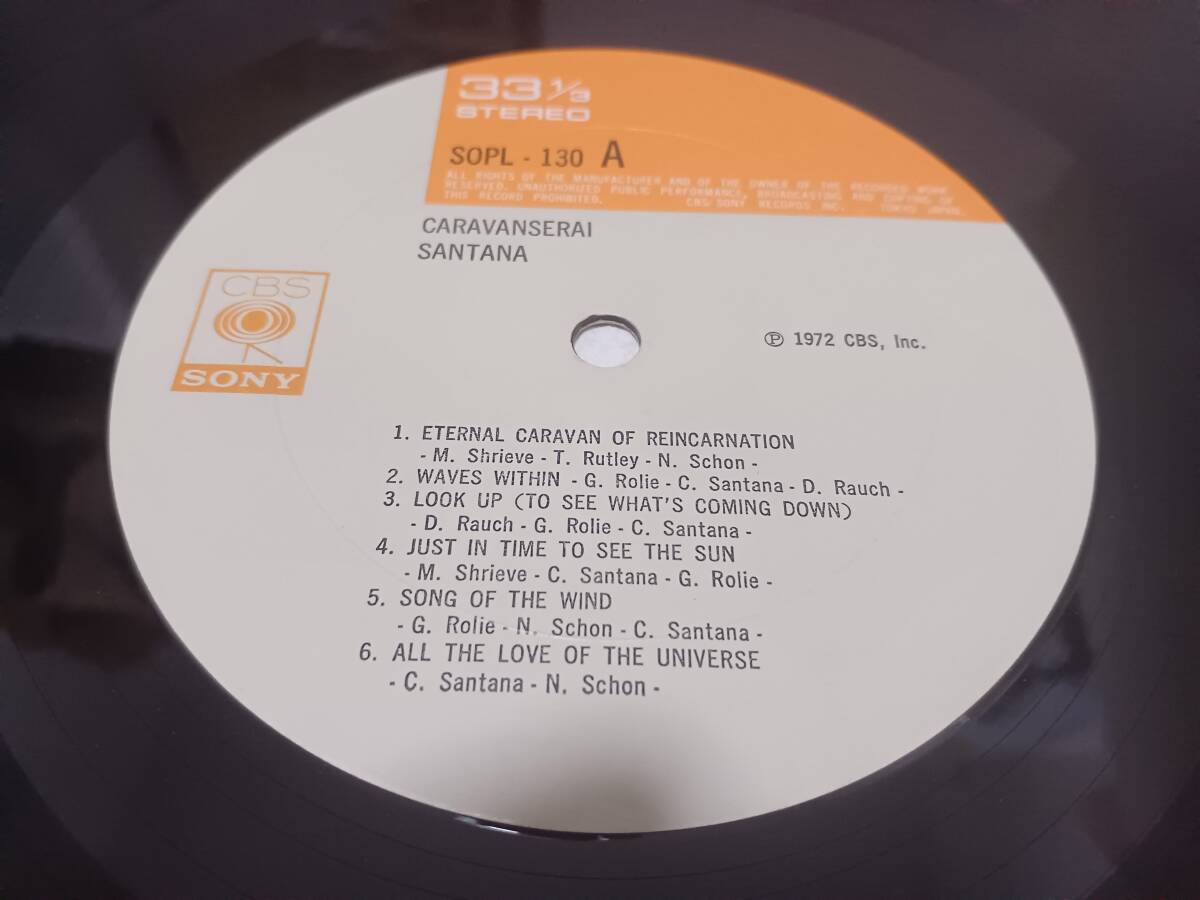 33 1/3
STEREO
SOPL - 130 A
ALL RIGHTS OF THE MANUFACTURER AND OF THE OWNER OF THE RECORDED WORK
RESERVED. UNAUTHORIZED PUBLIC PERFORMANCE, BROADCASTING AND COPYING OF
THIS RECORD PROHIBITED. CBS/SONY RECORDS INC. TOKYO JAPAN.
CARAVANSERAI
SANTANA
CBS
SONY
℗ 1972 CBS, Inc.
1. ETERNAL CARAVAN OF REINCARNATION
- M. Shrieve - T. Rutley - N. Schon -
2. WAVES WITHIN - G. Rolie - C. Santana - D. Rauch -
3. LOOK UP (TO SEE WHAT'S COMING DOWN)
- D. Rauch - G. Rolie - C. Santana -
4. JUST IN TIME TO SEE THE SUN
- M. Shrieve - C. Santana - G. Rolie -
5. SONG OF THE WIND
- G. Rolie - N. Schon - C. Santana -
6. ALL THE LOVE OF THE UNIVERSE
- C. Santana - N. Schon -